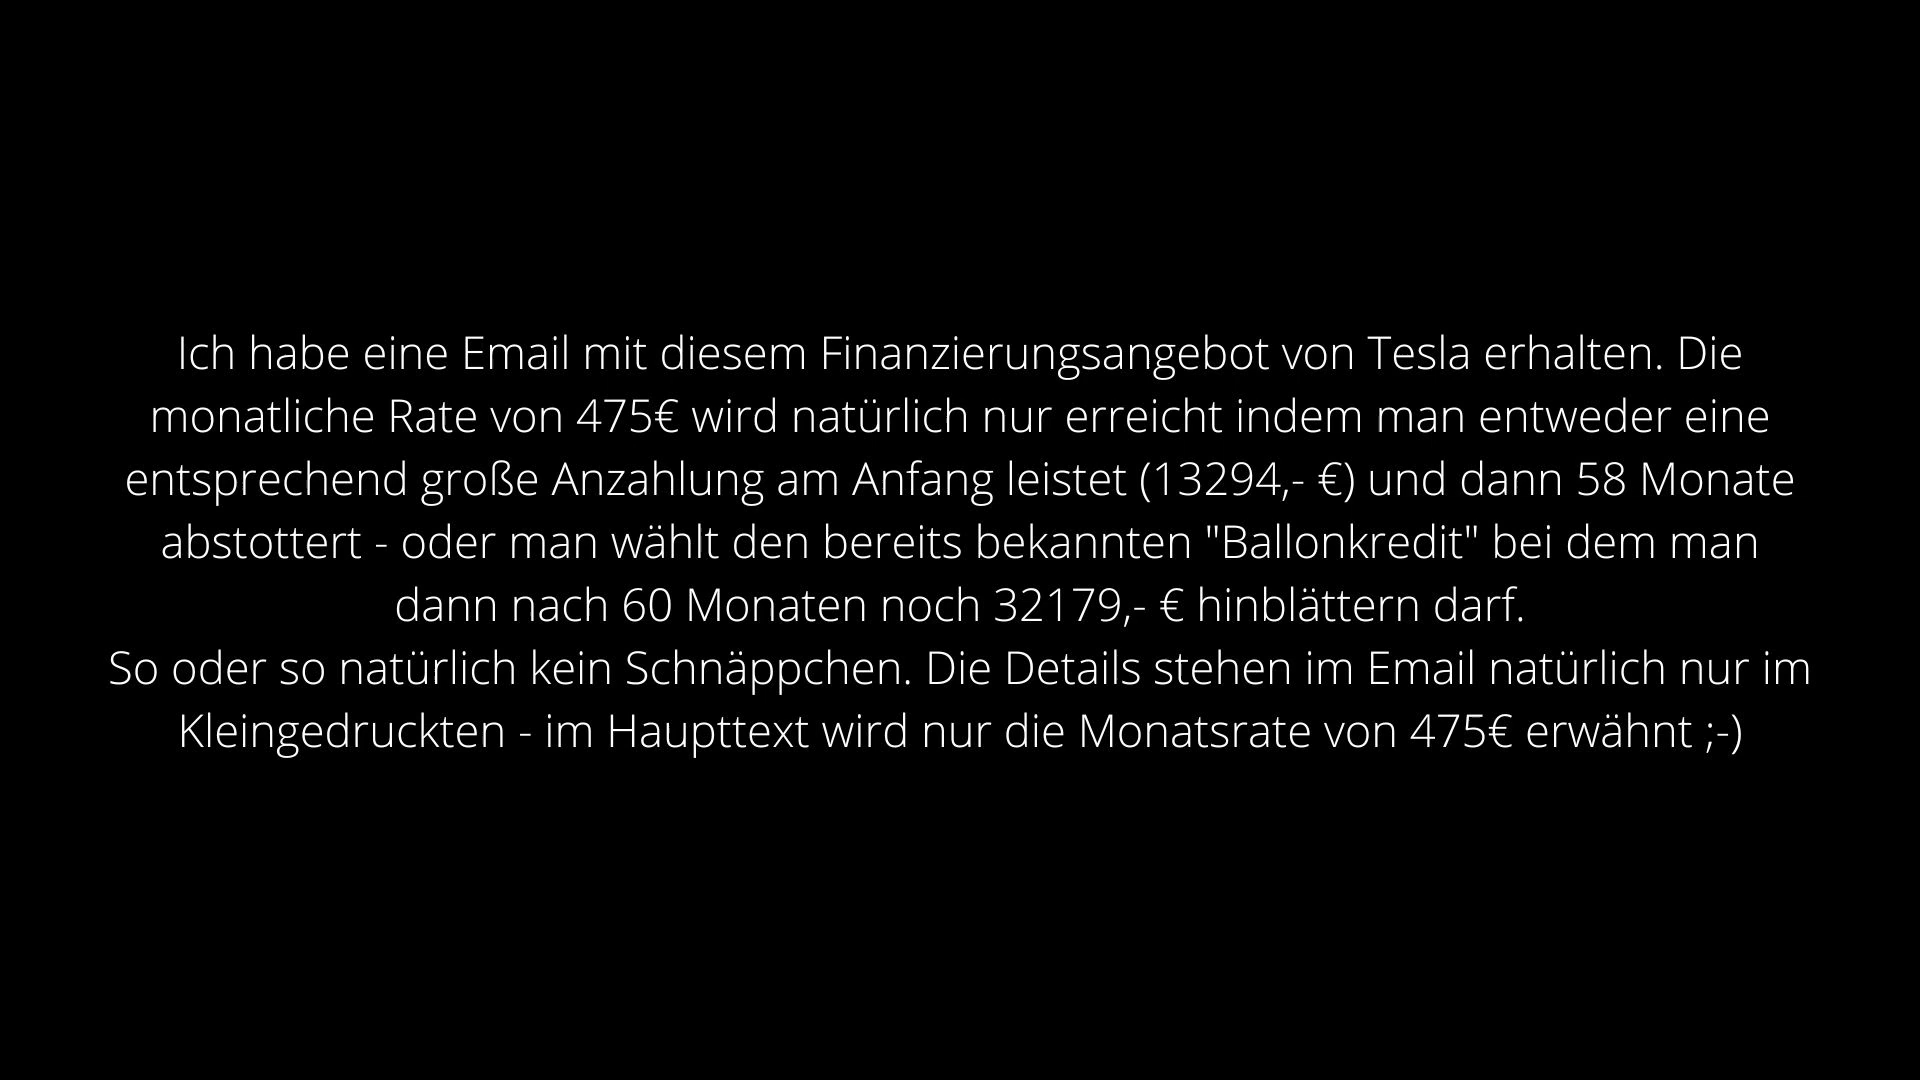 Ich habe eine Email mit diesem Finanzierungsangebot von Tesla erhalten. Die
monatliche Rate von 475€ wird natürlich nur erreicht indem man entweder eine
entsprechend große Anzahlung am Anfang leistet (13294,- €) und dann 58 Monate
abstottert - oder man wählt den bereits bekannten "Ballonkredit" bei dem man
dann nach 60 Monaten noch 32179,- € hinblättern darf.
So oder so natürlich kein Schnäppchen. Die Details stehen im Email natürlich nur im
Kleingedruckten - im Haupttext wird nur die Monatsrate von 475€ erwähnt ;-)